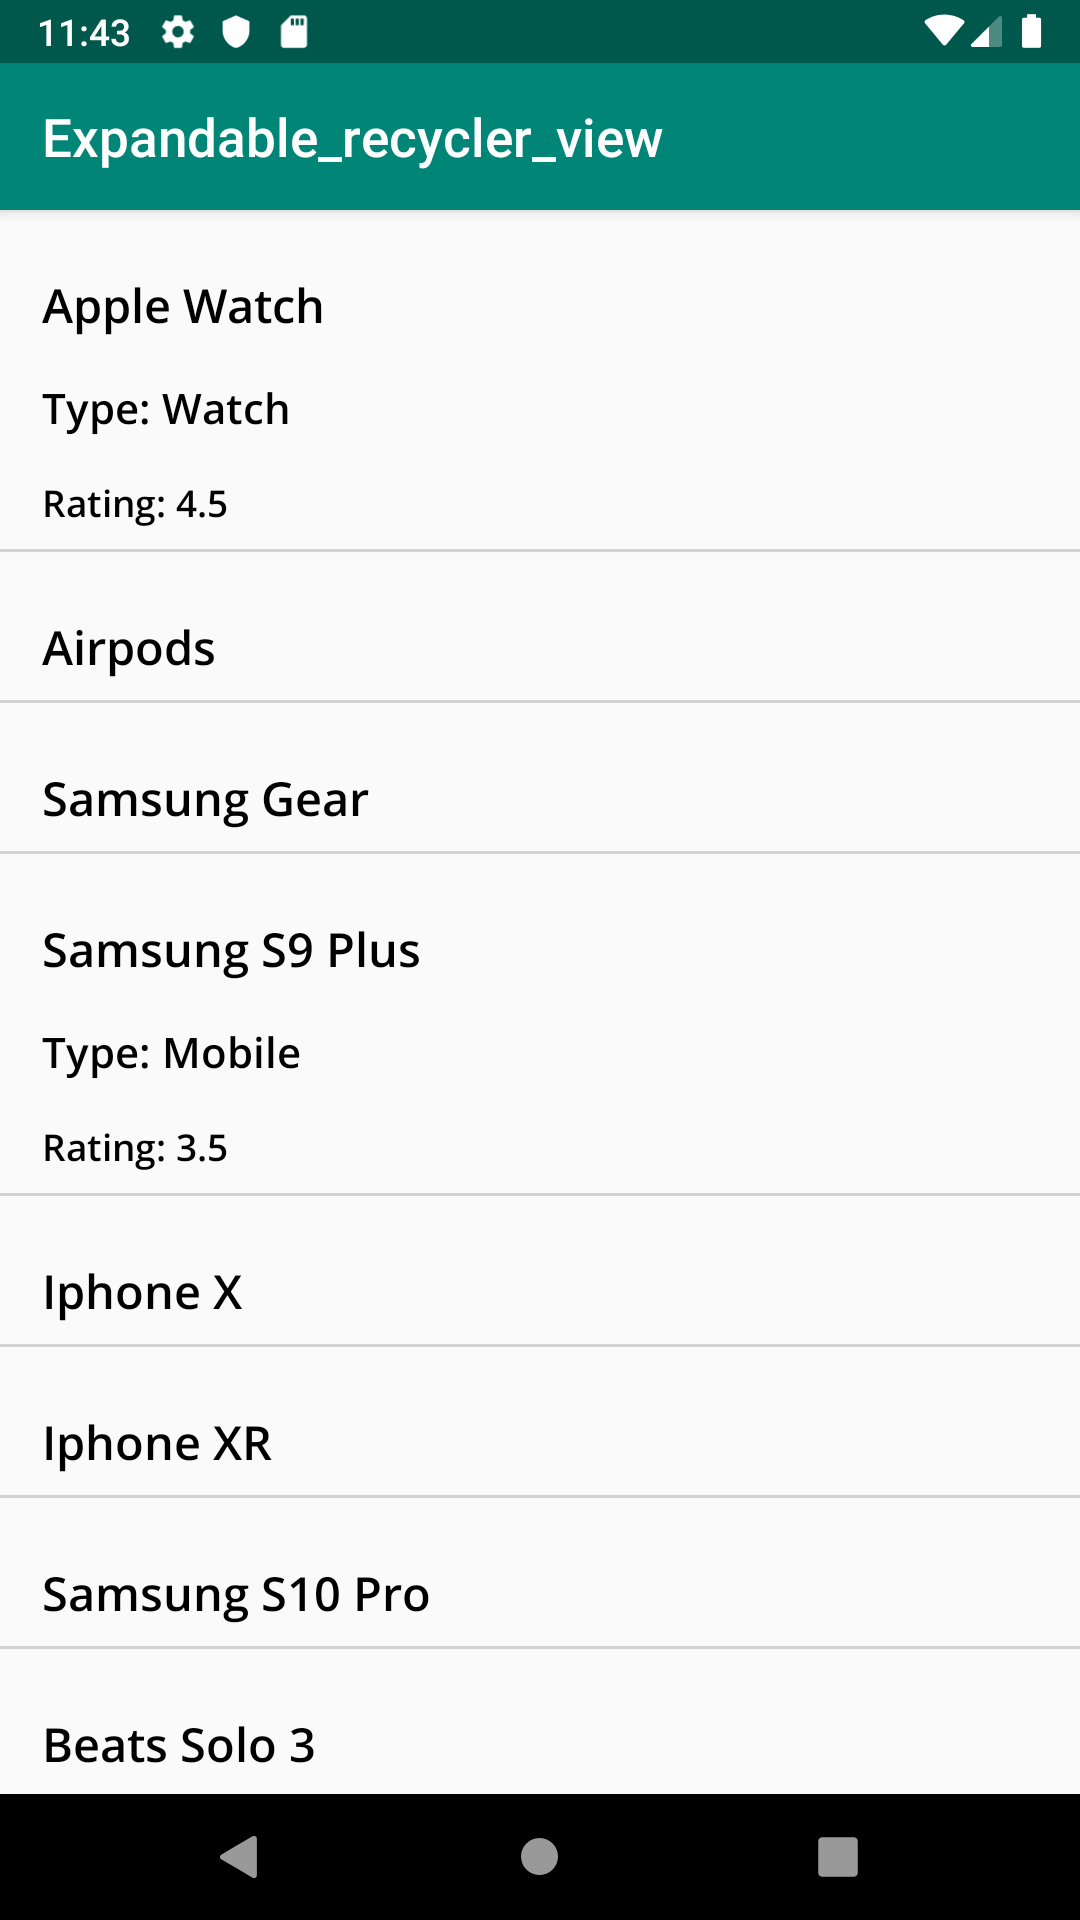 11:43
Expandable_recycler_view
Apple Watch
Type: Watch
Rating: 4.5
Airpods
Samsung Gear
Samsung S9 Plus
Type: Mobile
Rating: 3.5
Iphone X
Iphone XR
Samsung S10 Pro
Beats Solo 3